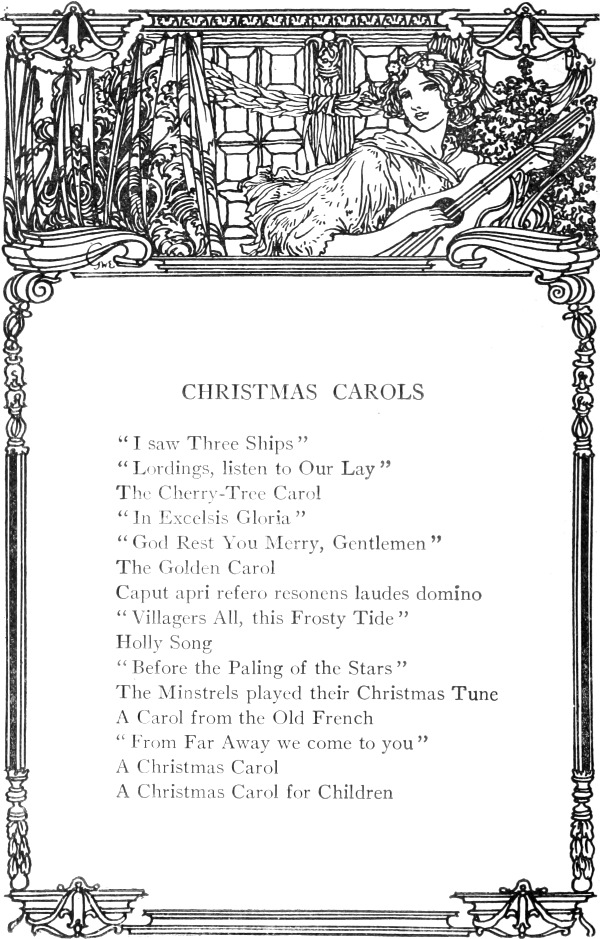 CHRISTMAS CAROLS
“I saw Three Ships”
“Lordings, listen to Our Lay”
The Cherry-Tree Carol
“In Excelsis Gloria”
“God Rest You Merry, Gentlemen”
The Golden Carol
Caput apri refero resonens laudes domino
“Villagers All, this Frosty Tide”
Holly Song
“Before the Paling of the Stars”
The Minstrels played their Christmas Tune
A Carol from the Old French
“From Far Away we come to you”
A Christmas Carol
A Christmas Carol for Children